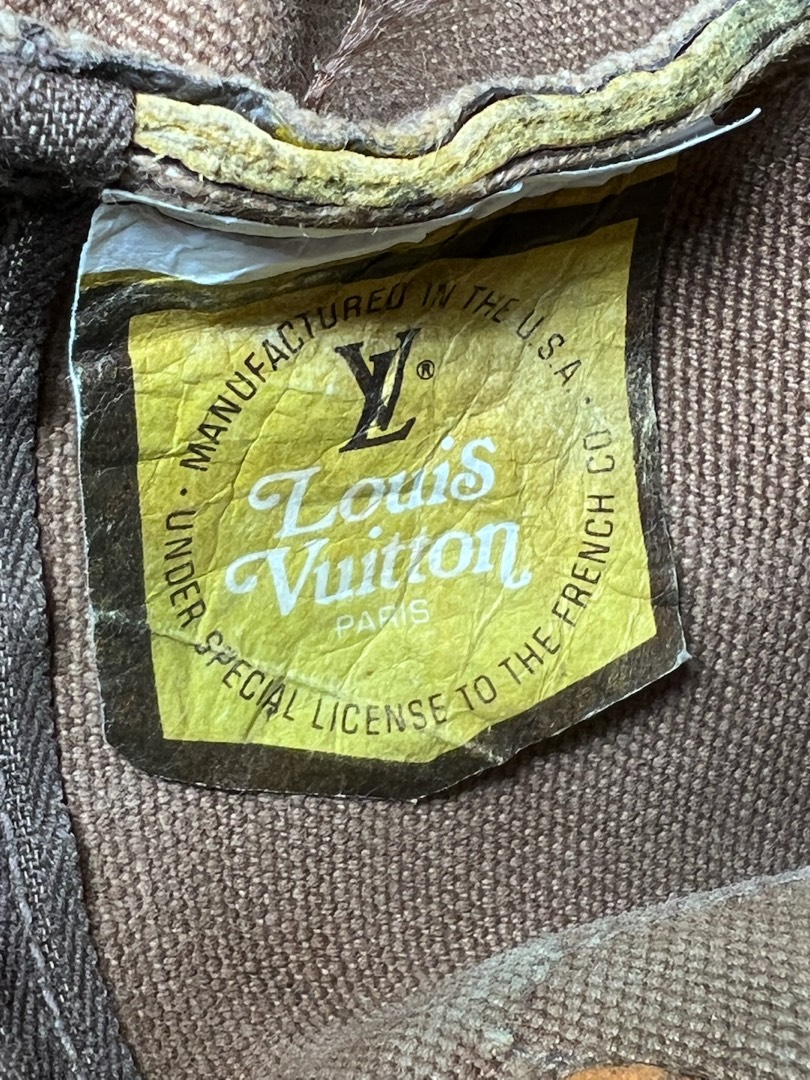 · MANUFACTURED IN THE U.S.A. ·
UNDER SPECIAL LICENSE TO THE FRENCH CO
LV®
Louis
Vuitton
PARIS